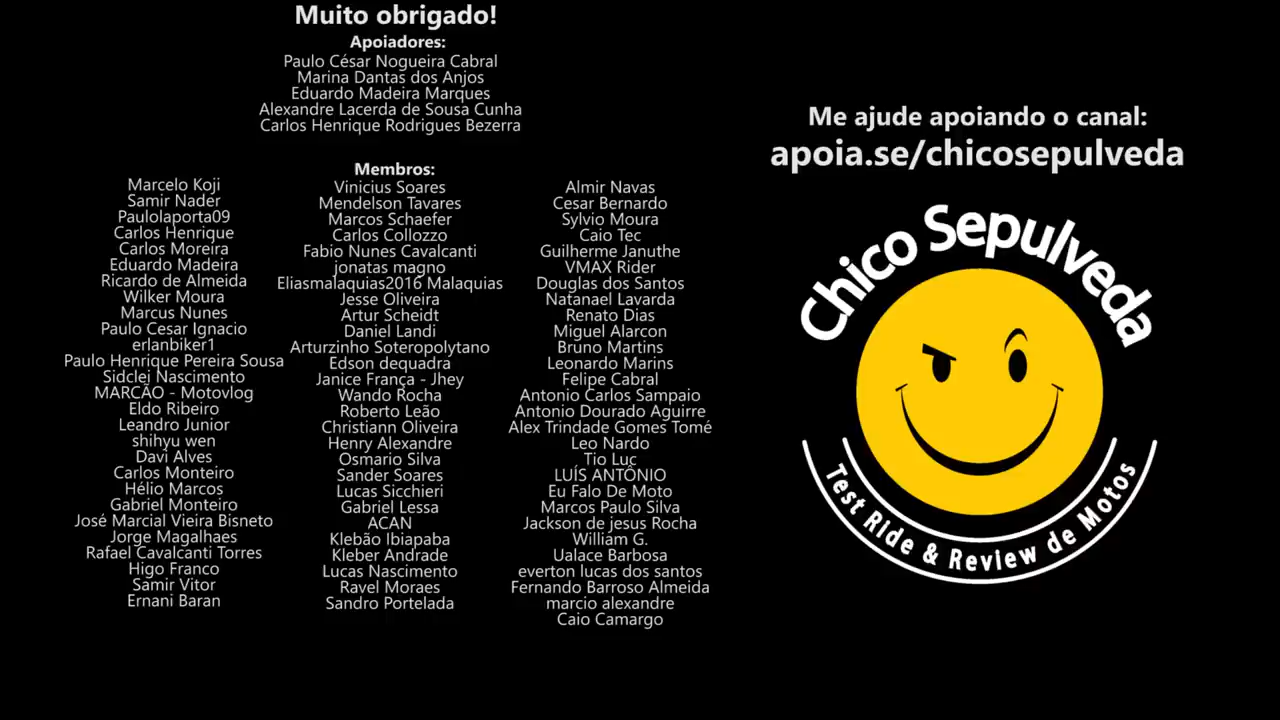 Muito obrigado!
Apoiadores:
Paulo César Nogueira Cabral
Marina Dantas dos Anjos
Eduardo Madeira Marques
Alexandre Lacerda de Sousa Cunha
Carlos Henrique Rodrigues Bezerra
Membros:
Marcelo Koji
Samir Nader
Paulolaporta09
Carlos Henrique
Carlos Moreira
Eduardo Madeira
Ricardo de Almeida
Wilker Moura
Marcus Nunes
Paulo Cesar Ignacio
erlanbiker1
Paulo Henrique Pereira Sousa
Sidclei Nascimento
MARCÃO - Motovlog
Eldo Ribeiro
Leandro Junior
shihyu wen
Davi Alves
Carlos Monteiro
Hélio Marcos
Gabriel Monteiro
José Marcial Vieira Bisneto
Jorge Magalhaes
Rafael Cavalcanti Torres
Higo Franco
Samir Vitor
Ernani Baran
Vinicius Soares
Mendelson Tavares
Marcos Schaefer
Carlos Collozzo
Fabio Nunes Cavalcanti
jonatas magno
Eliasmalaquias2016 Malaquias
Jesse Oliveira
Artur Scheidt
Daniel Landi
Arturzinho Soteropolytano
Edson dequadra
Janice França - Jhey
Wando Rocha
Roberto Leão
Christiann Oliveira
Henry Alexandre
Osmario Silva
Sander Soares
Lucas Sicchieri
Gabriel Lessa
ACAN
Klebão Ibiapaba
Kleber Andrade
Lucas Nascimento
Ravel Moraes
Sandro Portelada
Almir Navas
Cesar Bernardo
Sylvio Moura
Caio Tec
Guilherme Januthe
VMAX Rider
Douglas dos Santos
Natanael Lavarda
Renato Dias
Miguel Alarcon
Bruno Martins
Leonardo Marins
Felipe Cabral
Antonio Carlos Sampaio
Antonio Dourado Aguirre
Alex Trindade Gomes Tomé
Leo Nardo
Tio Luc
LUÍS ANTÔNIO
Eu Falo De Moto
Marcos Paulo Silva
Jackson de jesus Rocha
William G.
Ualace Barbosa
everton lucas dos santos
Fernando Barroso Almeida
marcio alexandre
Caio Camargo
Me ajude apoiando o canal:
apoia.se/chicosepulveda
Chico Sepulveda
Test Ride & Review de Motos